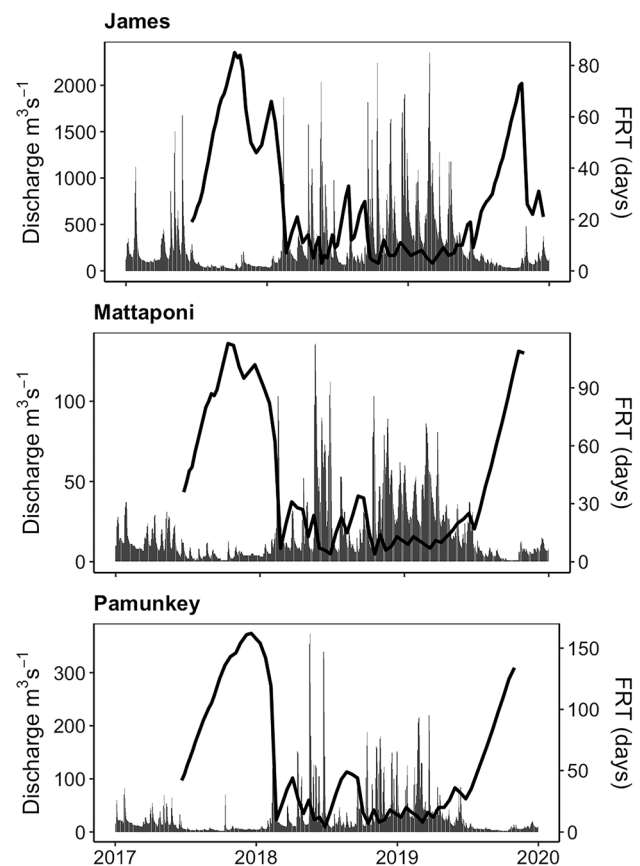 James
Discharge m³s⁻¹
2000
1500
1000
500
0
80
60
40
20
0
FRT (days)
Mattaponi
Discharge m³s⁻¹
100
50
0
90
60
30
0
FRT (days)
Pamunkey
Discharge m³s⁻¹
300
200
100
0
150
100
50
0
FRT (days)
2017 2018 2019 2020